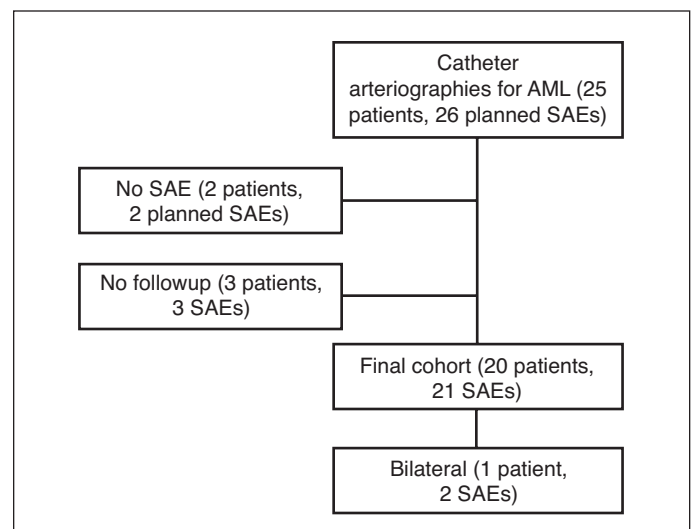 Catheter
arteriographies for AML (25
patients, 26 planned SAEs)
No SAE (2 patients,
2 planned SAEs)
No followup (3 patients,
3 SAEs)
Final cohort (20 patients,
21 SAEs)
Bilateral (1 patient,
2 SAEs)